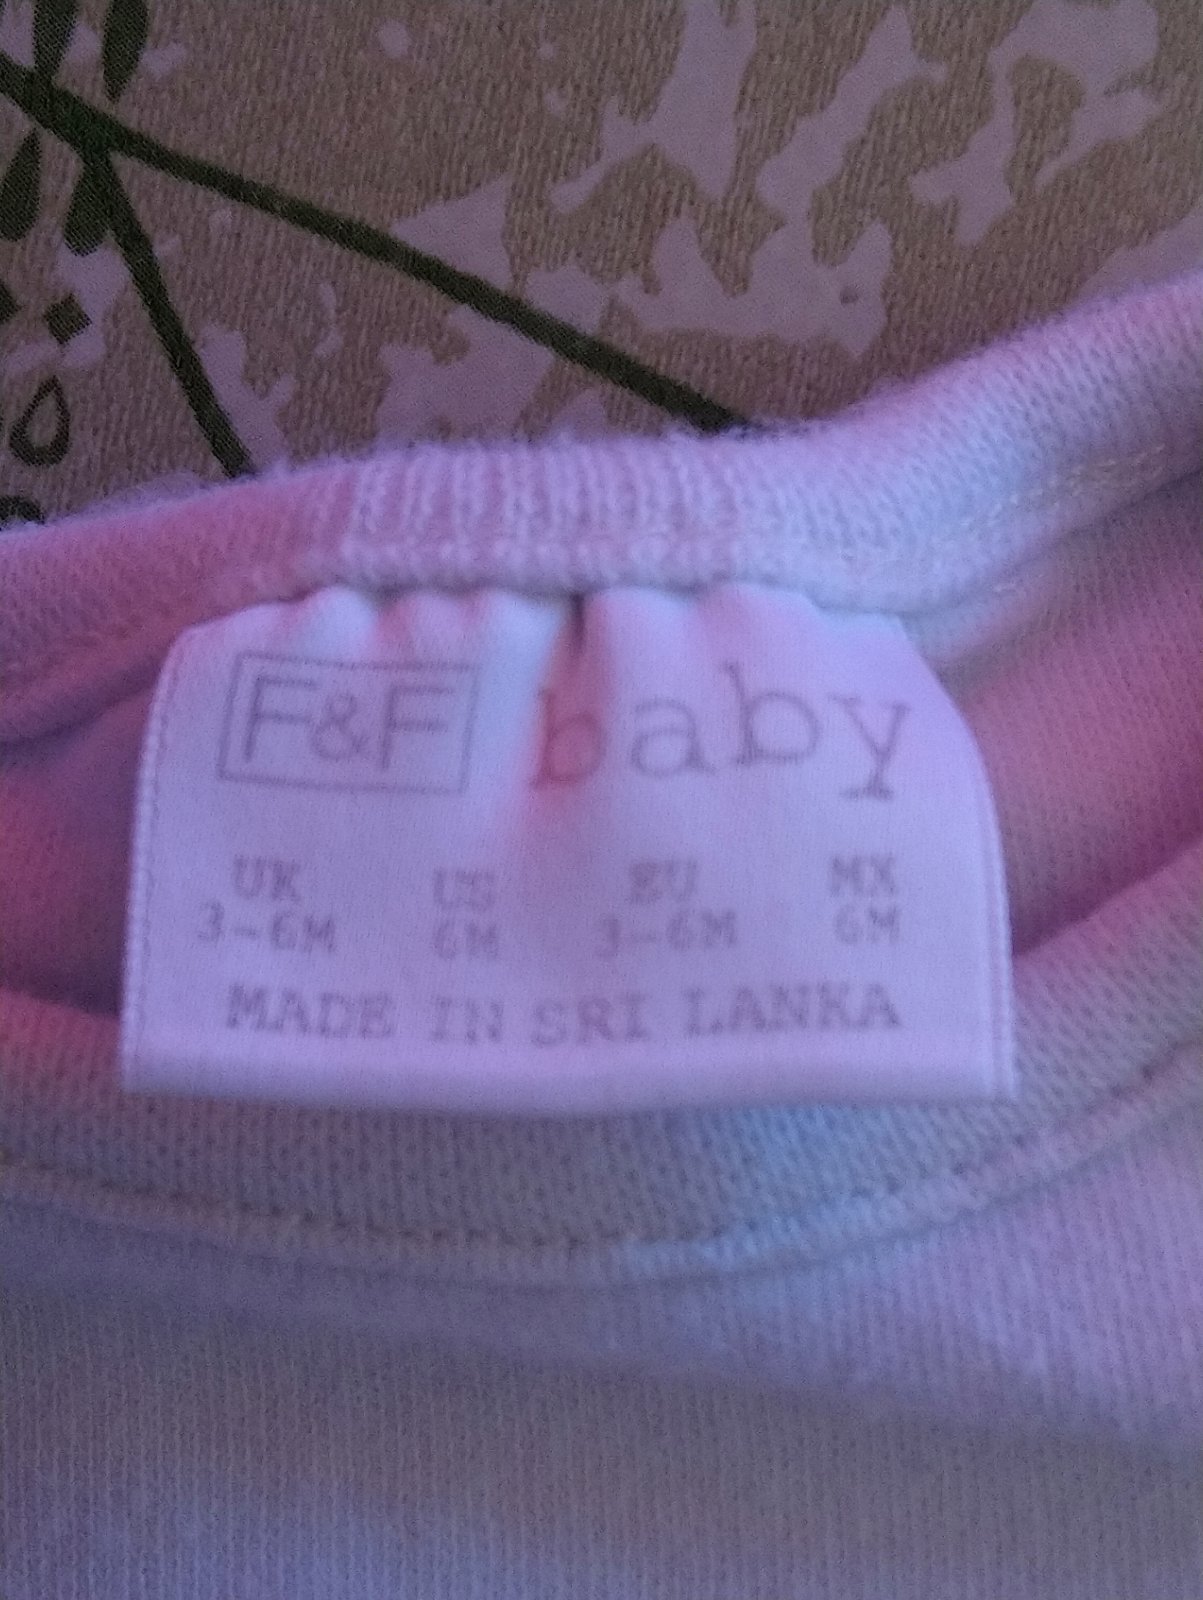 F&F baby
UK US EU MX
3-6M 6M 3-6M 6M
MADE IN SRI LANKA